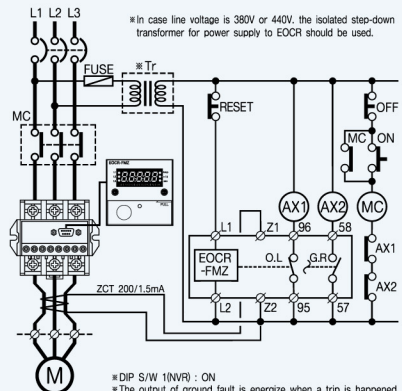 L1 L2 L3
※In case line voltage is 380V or 440V. the isolated step-down
transformer for power supply to EOCR should be used.
FUSE
※Tr
MC
RESET
OFF
MC ON
EOCR-FMZ
AX1
AX2
MC
L1
Z1
96
58
EOCR
-FMZ
O.L
G.R
AX1
AX2
L2
Z2
95
57
ZCT 200/1.5mA
M
※DIP S/W 1(NVR) : ON
※The output of ground fault is energize when a trip is happened